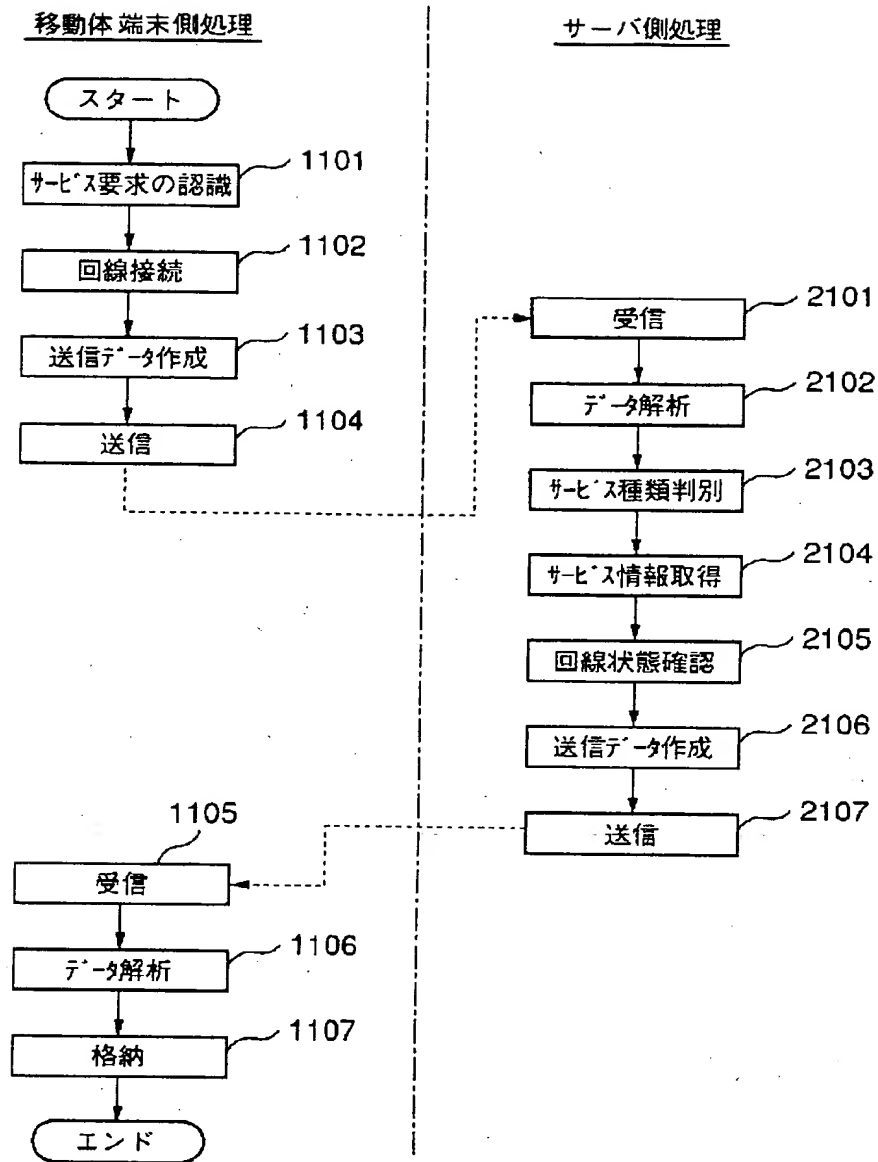 移動体端末側処理
サーバ側処理
スタート
1101
サービス要求の認識
1102
回線接続
1103
送信データ作成
1104
送信
2101
受信
2102
データ解析
2103
サービス種類判別
2104
サービス情報取得
2105
回線状態確認
2106
送信データ作成
2107
送信
1105
受信
1106
データ解析
1107
格納
エンド